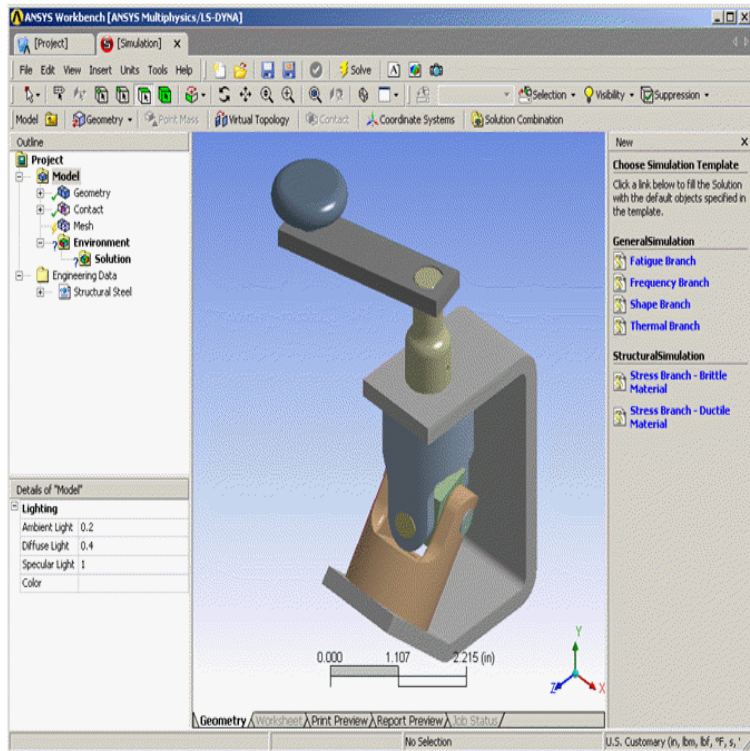 ANSYS Workbench [ANSYS Multiphysics/LS-DYNA]
[Project] [Simulation] X
File Edit View Insert Units Tools Help Solve A
Selection Visibility Suppression
Model Geometry Point Mass Virtual Topology Contact Coordinate Systems Solution Combination
Outline
Project
Model
Geometry
Contact
Mesh
Environment
Solution
Engineering Data
Structural Steel
Details of "Model"
Lighting
Ambient Light 0.2
Diffuse Light 0.4
Specular Light 1
Color
0.000 1.107 2.215 (in)
Y
Z X
Geometry Worksheet Print Preview Report Preview Job Status
New X
Choose Simulation Template
Click a link below to fill the Solution
with the default objects specified in
the template.
GeneralSimulation
Fatigue Branch
Frequency Branch
Shape Branch
Thermal Branch
StructuralSimulation
Stress Branch - Brittle
Material
Stress Branch - Ductile
Material
No Selection U.S. Customary (in, lbm, lbf, °F, s, '